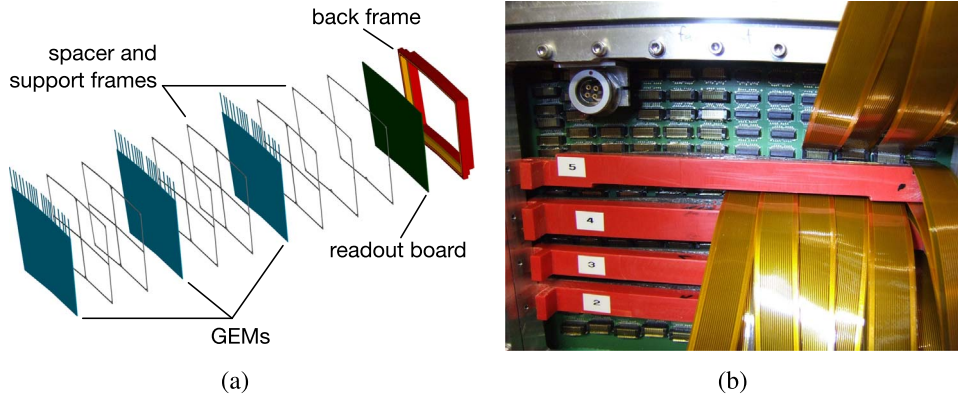 back frame
spacer and
support frames
readout board
GEMs
5
4
3
2
(a)
(b)